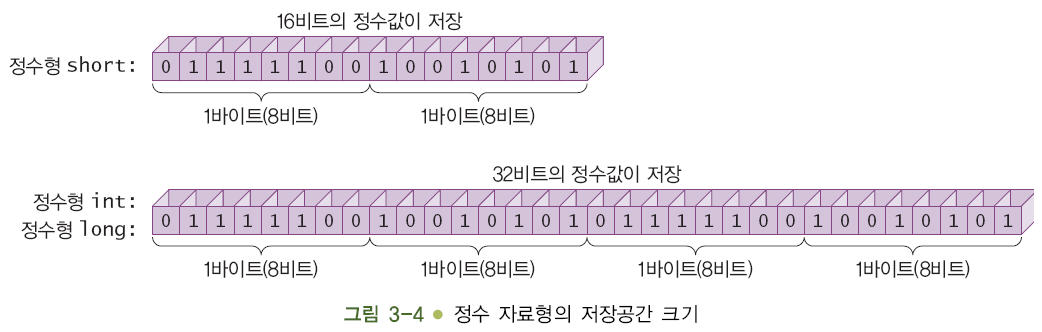 16비트의 정수값이 저장
정수형 short: 0 1 1 1 1 1 0 0 1 0 0 1 0 1 0 1
1바이트(8비트) 1바이트(8비트)
32비트의 정수값이 저장
정수형 int:
정수형 long: 0 1 1 1 1 1 0 0 1 0 0 1 0 1 0 1 0 1 1 1 1 1 0 0 1 0 0 1 0 1 0 1
1바이트(8비트) 1바이트(8비트) 1바이트(8비트) 1바이트(8비트)
그림 3-4 ● 정수 자료형의 저장공간 크기